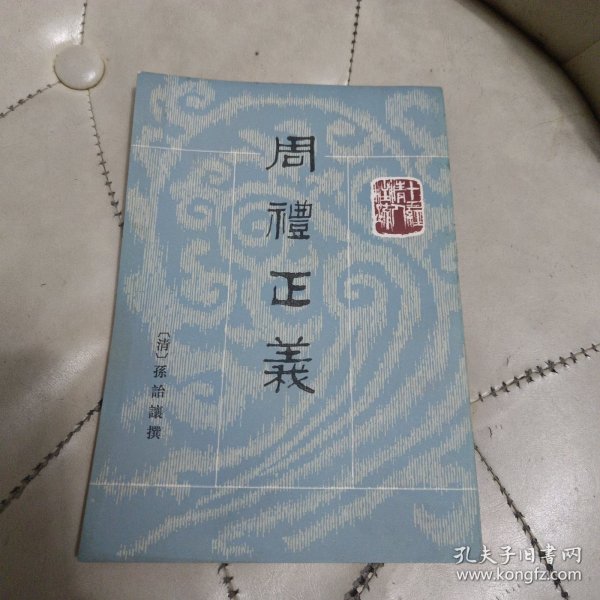 周禮正義
十三經
清人
注疏
〔清〕孫詒讓撰
孔夫子旧书网
www.kongfz.com